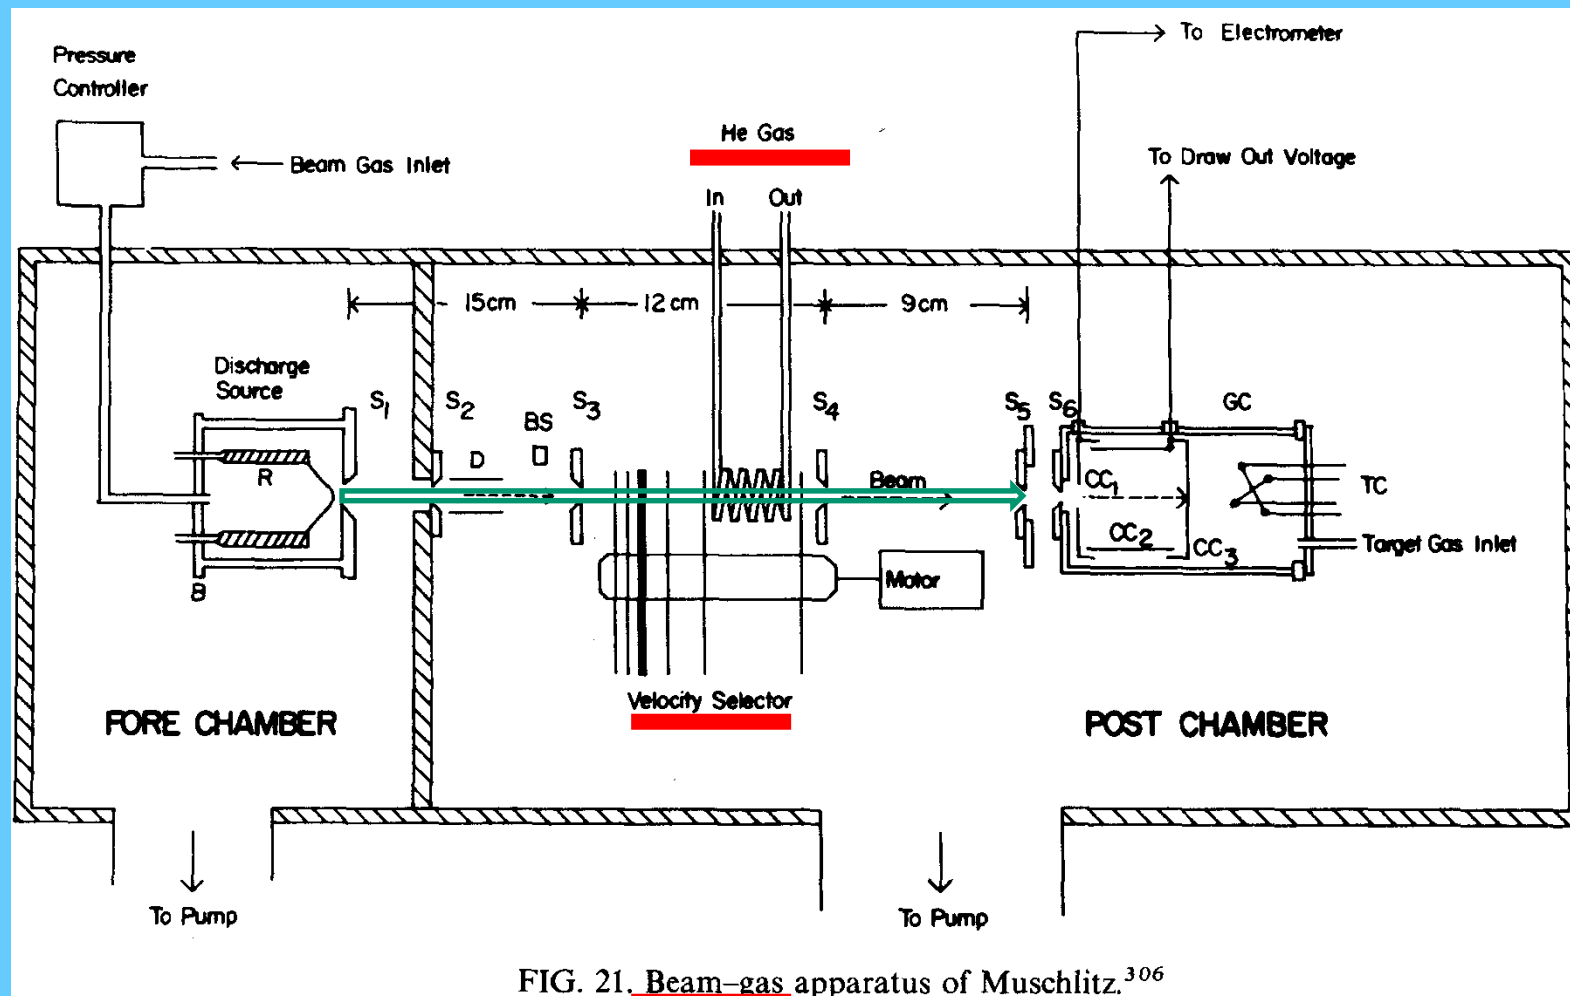 To Electrometer
Pressure
Controller
He Gas
Beam Gas Inlet
To Draw Out Voltage
In Out
15cm 12cm 9cm
Discharge
Source
S1 S2 BS S3 S4 S5 S6 GC
D
R
Beam
CC1
TC
CC2
CC3
Target Gas Inlet
B
Motor
Velocity Selector
FORE CHAMBER
POST CHAMBER
To Pump
To Pump
FIG. 21. Beam–gas apparatus of Muschlitz.306